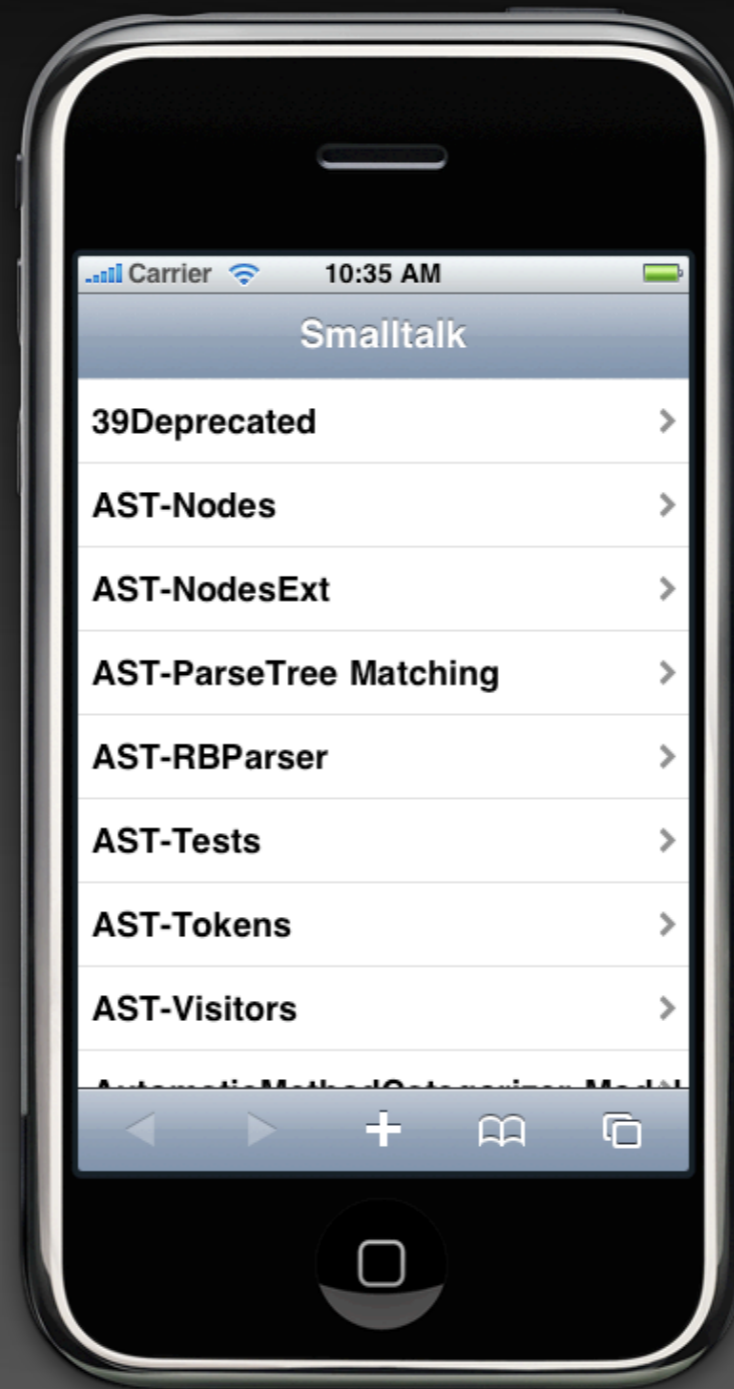 Carrier 10:35 AM
Smalltalk
39Deprecated
AST-Nodes
AST-NodesExt
AST-ParseTree Matching
AST-RBParser
AST-Tests
AST-Tokens
AST-Visitors